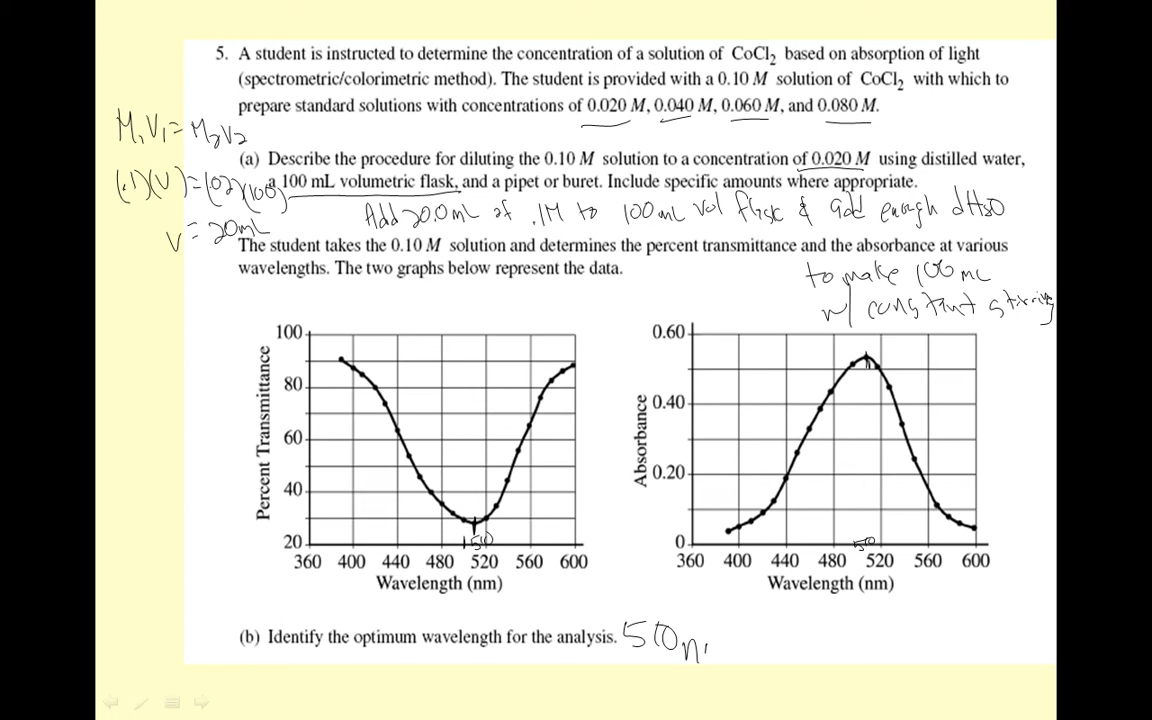 5. A student is instructed to determine the concentration of a solution of CoCl₂ based on absorption of light
(spectrometric/colorimetric method). The student is provided with a 0.10 M solution of CoCl₂ with which to
prepare standard solutions with concentrations of 0.020 M, 0.040 M, 0.060 M, and 0.080 M.
M₁V₁=M₂V₂
(a) Describe the procedure for diluting the 0.10 M solution to a concentration of 0.020 M using distilled water,
(.1)(V)=(.02)(100)
a 100 mL volumetric flask, and a pipet or buret. Include specific amounts where appropriate.
Add 20.0mL of .1M to 100mL vol flask & add enough dH₂O
V = 20mL
The student takes the 0.10 M solution and determines the percent transmittance and the absorbance at various
wavelengths. The two graphs below represent the data.
to make 100mL
w/ constant stirring
100
80
60
40
20
Percent Transmittance
510
360 400 440 480 520 560 600
Wavelength (nm)
0.60
0.40
0.20
0
Absorbance
510
360 400 440 480 520 560 600
Wavelength (nm)
(b) Identify the optimum wavelength for the analysis. 510 n